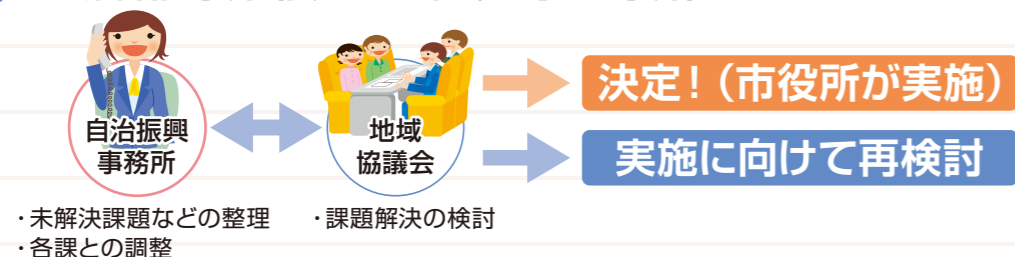 自治振興
事務所
地域
協議会
決定！（市役所が実施）
実施に向けて再検討
・未解決課題などの整理
・各課との調整
・課題解決の検討